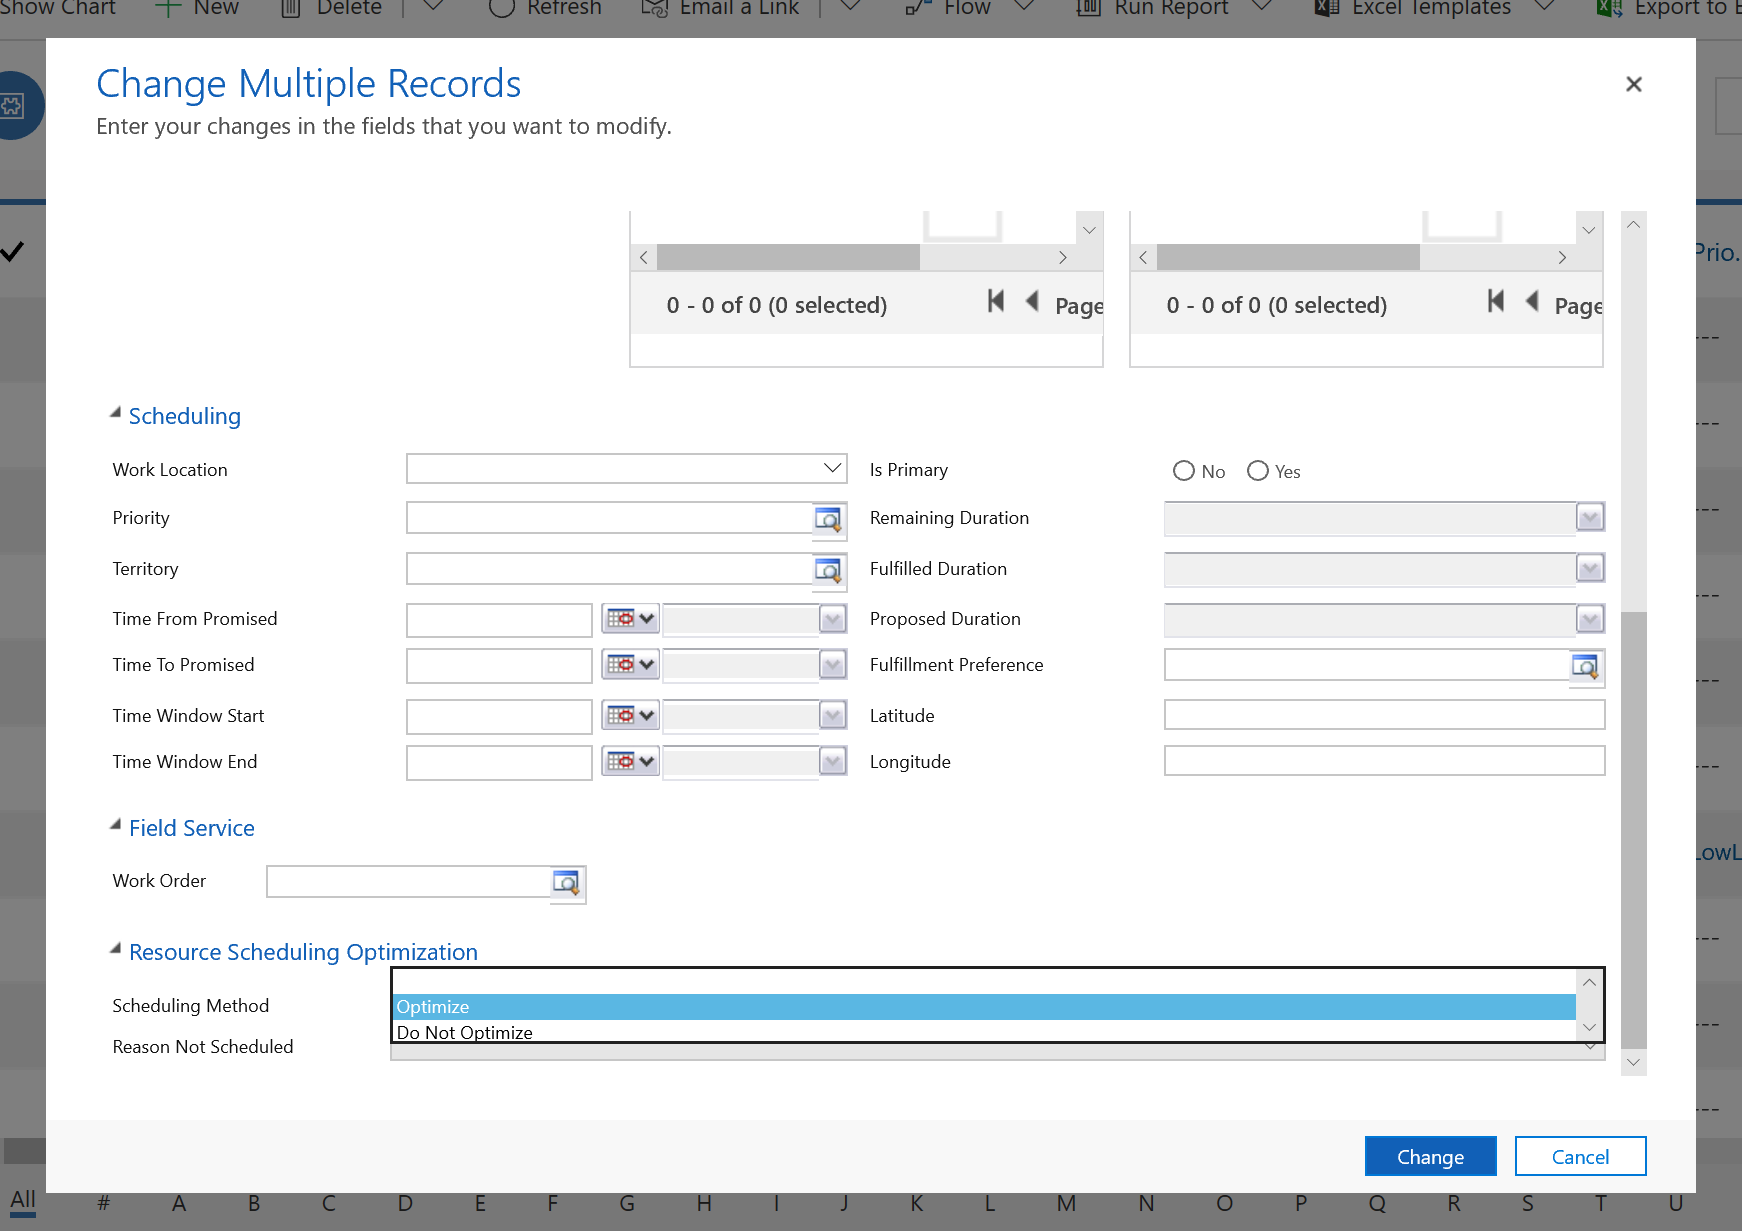 Show Chart New Delete Refresh Email a Link Flow Run Report Excel Templates Export to E
Change Multiple Records
Enter your changes in the fields that you want to modify.
Prio.
0 - 0 of 0 (0 selected) Page
0 - 0 of 0 (0 selected) Page
---
---
Scheduling
Work Location
Is Primary No Yes
Priority
Remaining Duration
---
Territory
Fulfilled Duration
---
Time From Promised
Proposed Duration
Time To Promised
Fulfillment Preference
---
Time Window Start
Latitude
Time Window End
Longitude
---
Field Service
LowL
Work Order
Resource Scheduling Optimization
---
Scheduling Method
Optimize
Do Not Optimize
---
Reason Not Scheduled
---
Change Cancel
All # A B C D E F G H I J K L M N O P Q R S T U